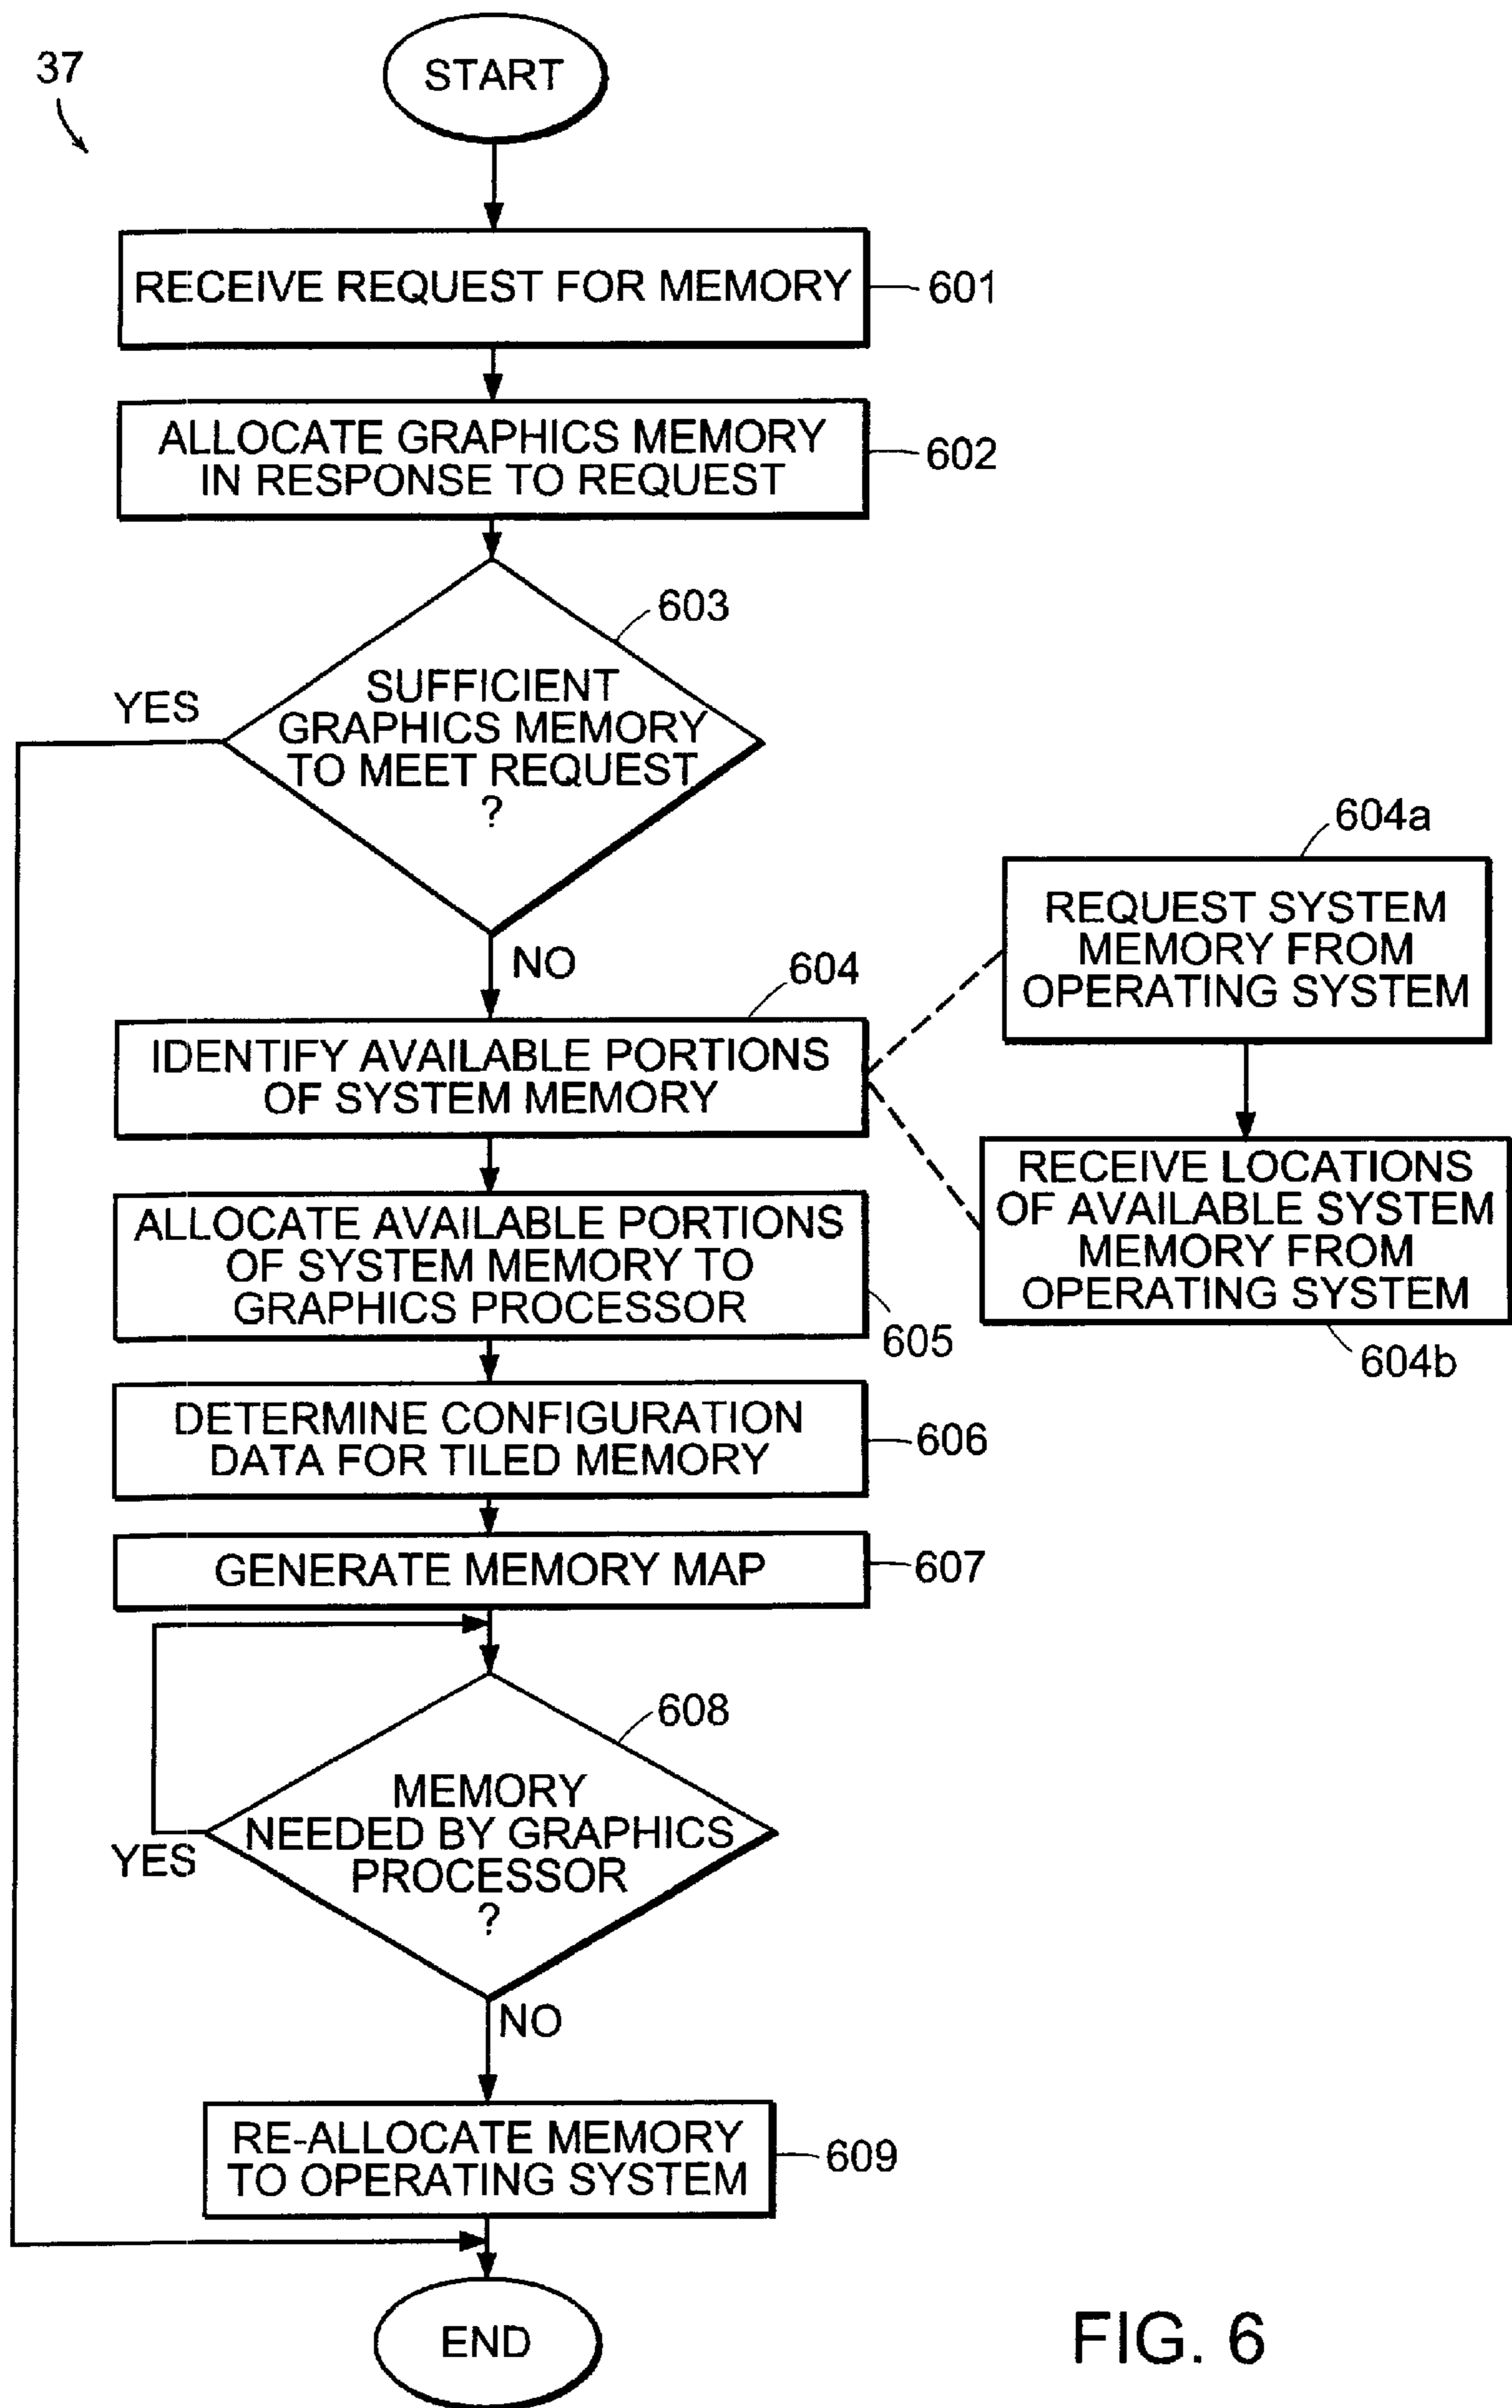 37
START
RECEIVE REQUEST FOR MEMORY
601
ALLOCATE GRAPHICS MEMORY
IN RESPONSE TO REQUEST
602
603
SUFFICIENT
GRAPHICS MEMORY
TO MEET REQUEST
?
YES
NO
604
IDENTIFY AVAILABLE PORTIONS
OF SYSTEM MEMORY
604a
REQUEST SYSTEM
MEMORY FROM
OPERATING SYSTEM
RECEIVE LOCATIONS
OF AVAILABLE SYSTEM
MEMORY FROM
OPERATING SYSTEM
604b
ALLOCATE AVAILABLE PORTIONS
OF SYSTEM MEMORY TO
GRAPHICS PROCESSOR
605
DETERMINE CONFIGURATION
DATA FOR TILED MEMORY
606
GENERATE MEMORY MAP
607
608
MEMORY
NEEDED BY GRAPHICS
PROCESSOR
?
YES
NO
RE-ALLOCATE MEMORY
TO OPERATING SYSTEM
609
END
FIG. 6